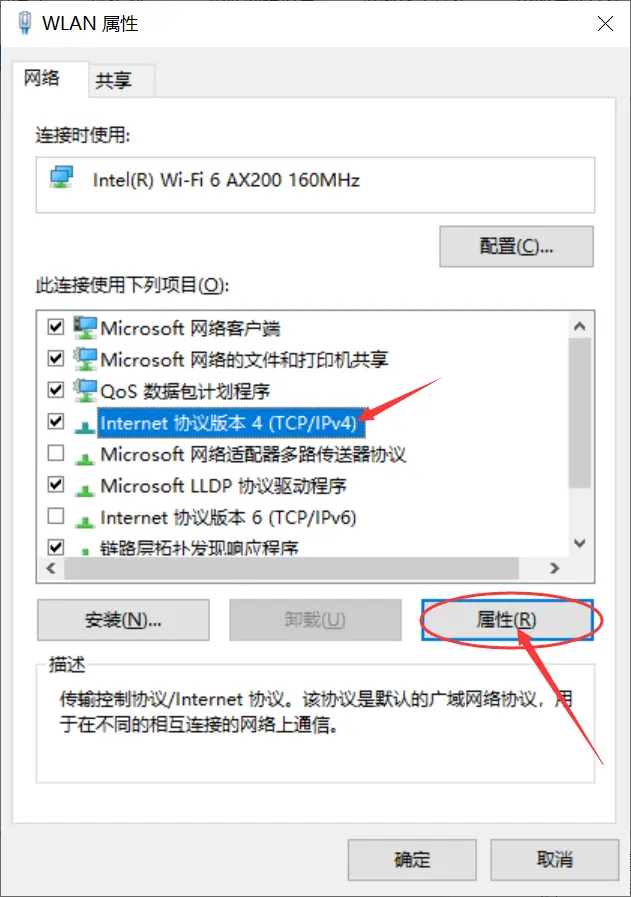 WLAN 属性
网络
共享
连接时使用:
Intel(R) Wi-Fi 6 AX200 160MHz
配置(C)...
此连接使用下列项目(O):
Microsoft 网络客户端
Microsoft 网络的文件和打印机共享
QoS 数据包计划程序
Internet 协议版本 4 (TCP/IPv4)
Microsoft 网络适配器多路传送器协议
Microsoft LLDP 协议驱动程序
Internet 协议版本 6 (TCP/IPv6)
链路层拓扑发现响应程序
安装(N)...
卸载(U)
属性(R)
描述
传输控制协议/Internet 协议。该协议是默认的广域网络协议，用
于在不同的相互连接的网络上通信。
确定
取消